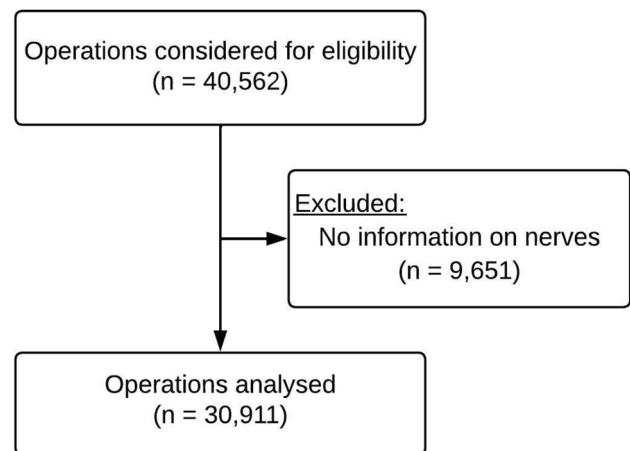 Operations considered for eligibility
(n = 40,562)
Excluded:
No information on nerves
(n = 9,651)
Operations analysed
(n = 30,911)